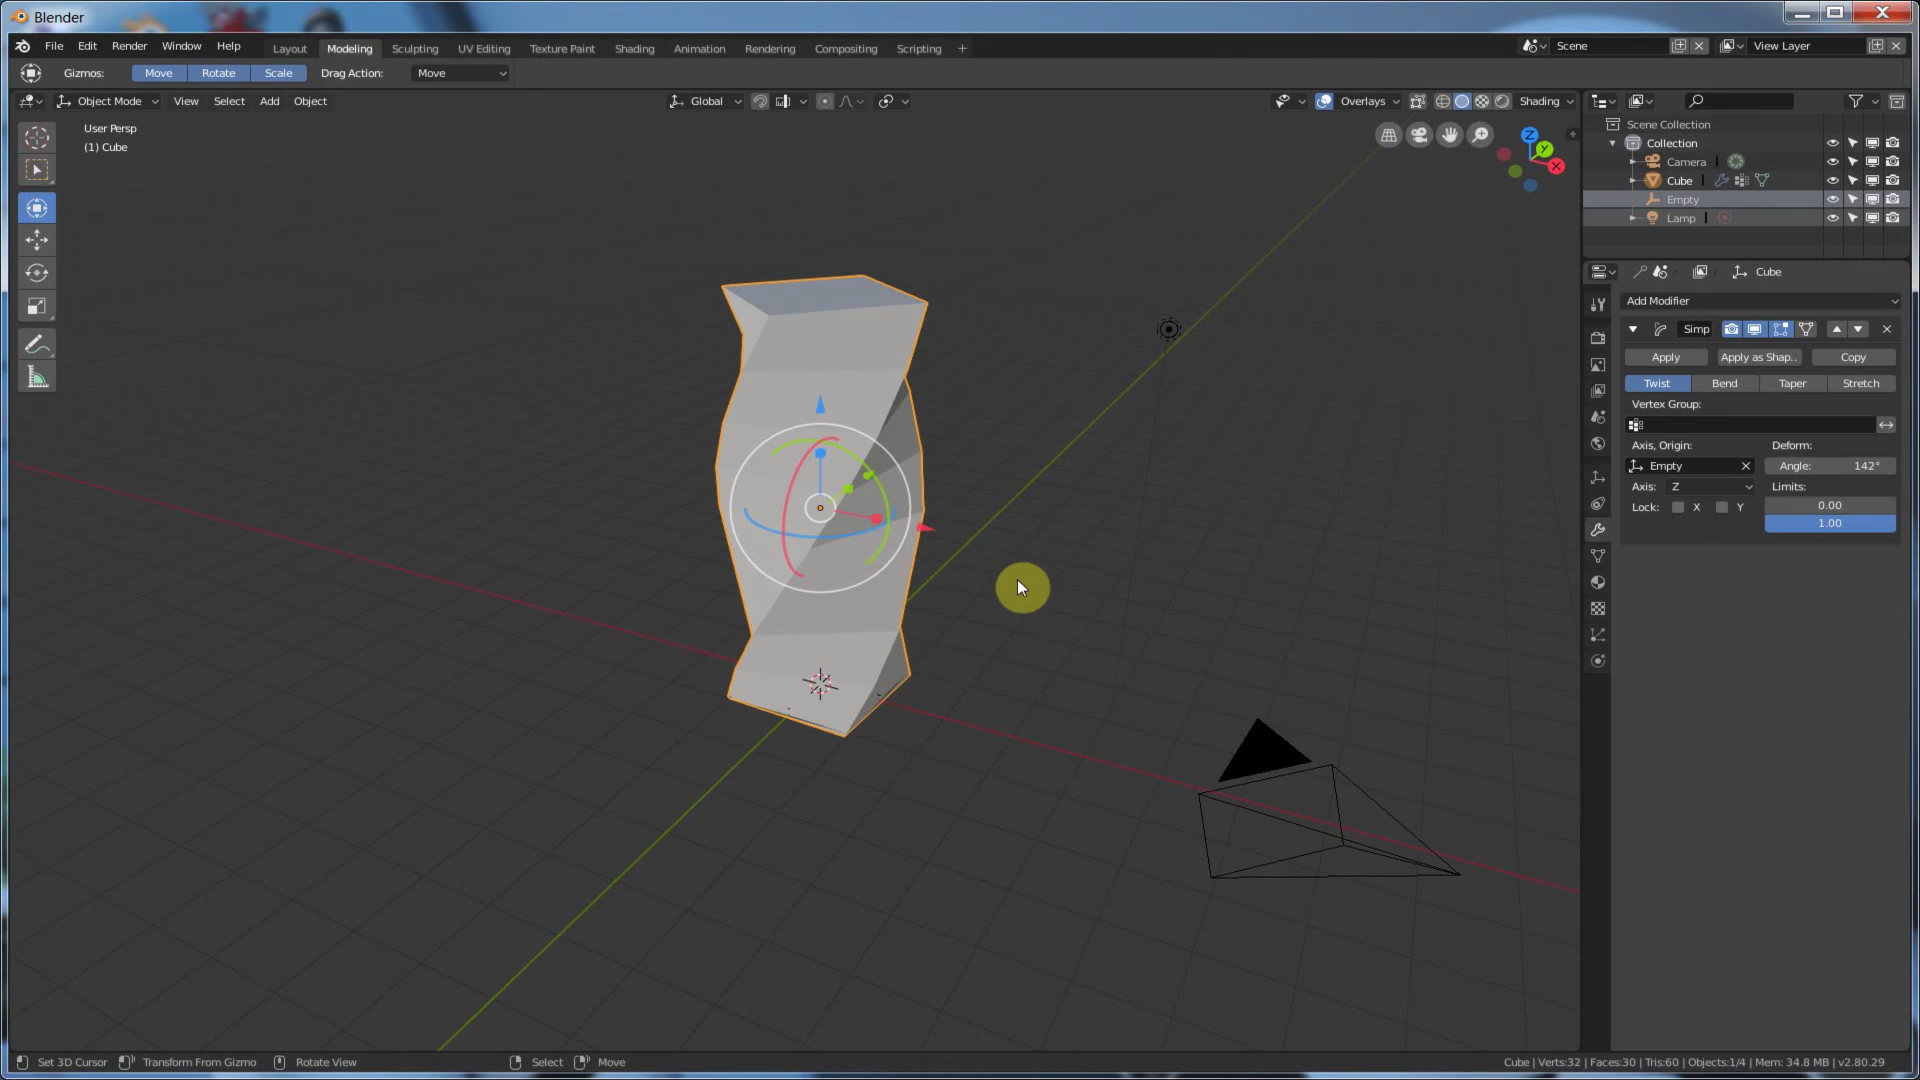 Blender
File Edit Render Window Help Layout Modeling Sculpting UV Editing Texture Paint Shading Animation Rendering Compositing Scripting + Scene View Layer
Gizmos: Move Rotate Scale Drag Action: Move
Object Mode View Select Add Object Global Overlays Shading
User Persp
(1) Cube
Z
Y
X
Scene Collection
Collection
Camera
Cube
Empty
Lamp
Cube
Add Modifier
Simp
Apply Apply as Shap.. Copy
Twist Bend Taper Stretch
Vertex Group:
Axis, Origin: Deform:
Empty Angle: 142°
Axis: Z Limits:
Lock: X Y 0.00
1.00
Set 3D Cursor Transform From Gizmo Rotate View Select Move Cube | Verts:32 | Faces:30 | Tris:60 | Objects:1/4 | Mem: 34.8 MB | v2.80.29